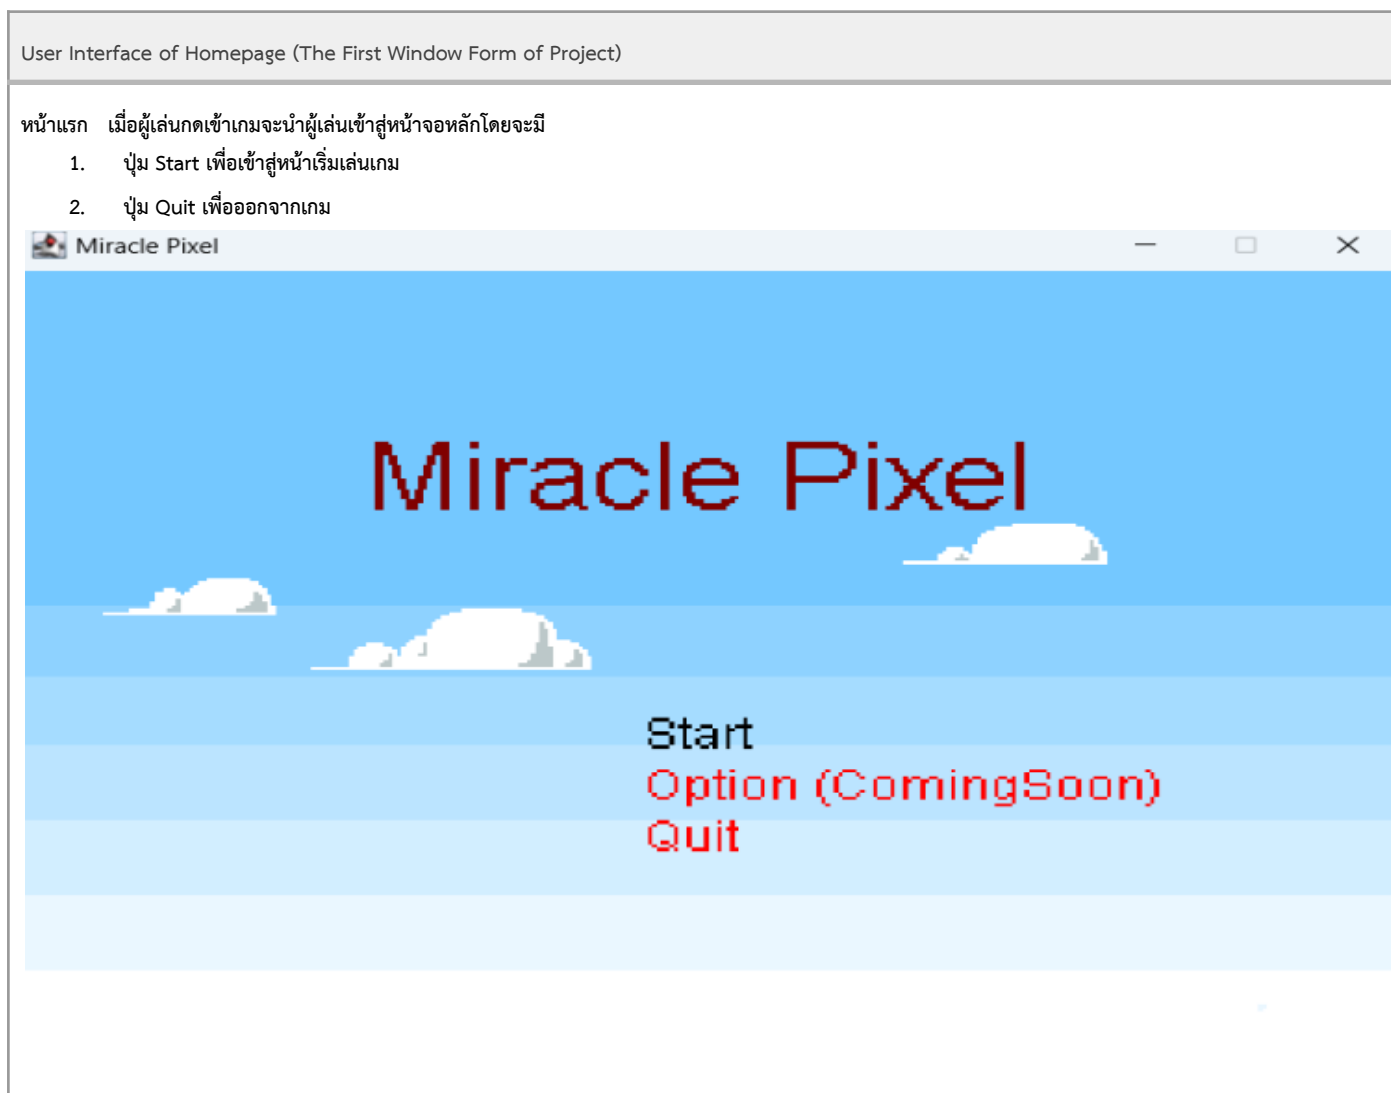 User Interface of Homepage (The First Window Form of Project)
หน้าแรก เมื่อผู้เล่นกดเข้าเกมจะนำผู้เล่นเข้าสู่หน้าจอหลักโดยจะมี
1. ปุ่ม Start เพื่อเข้าสู่หน้าเริ่มเล่นเกม
2. ปุ่ม Quit เพื่อออกจากเกม
Miracle Pixel
Miracle Pixel
Start
Option (ComingSoon)
Quit